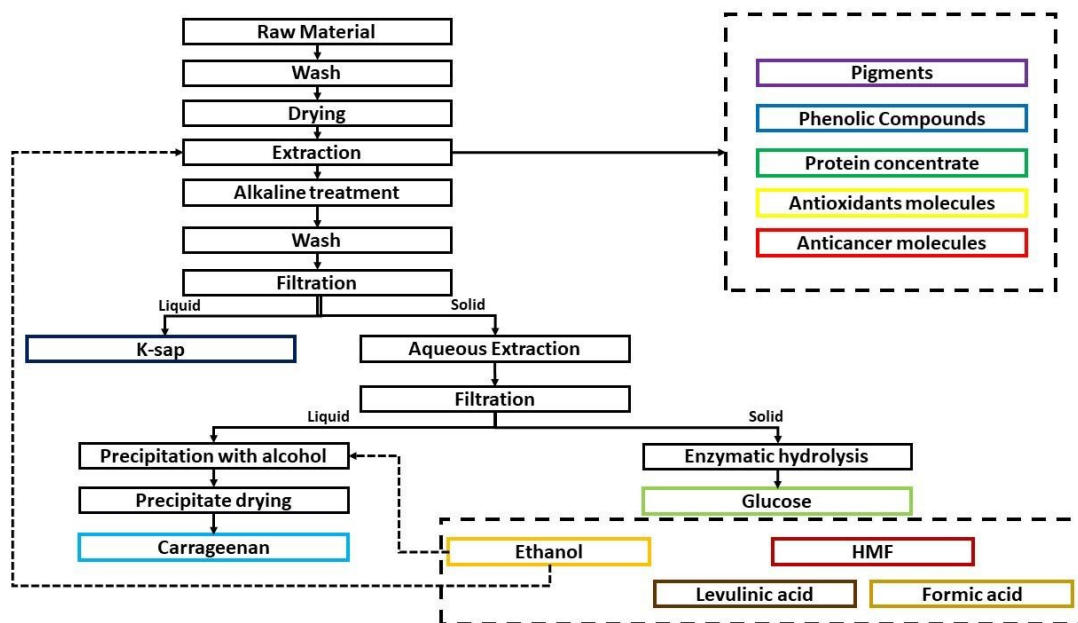 Raw Material
Wash
Drying
Extraction
Alkaline treatment
Wash
Filtration
Pigments
Phenolic Compounds
Protein concentrate
Antioxidants molecules
Anticancer molecules
Liquid
Solid
K-sap
Aqueous Extraction
Filtration
Liquid
Solid
Precipitation with alcohol
Enzymatic hydrolysis
Precipitate drying
Glucose
Carrageenan
Ethanol
HMF
Levulinic acid
Formic acid